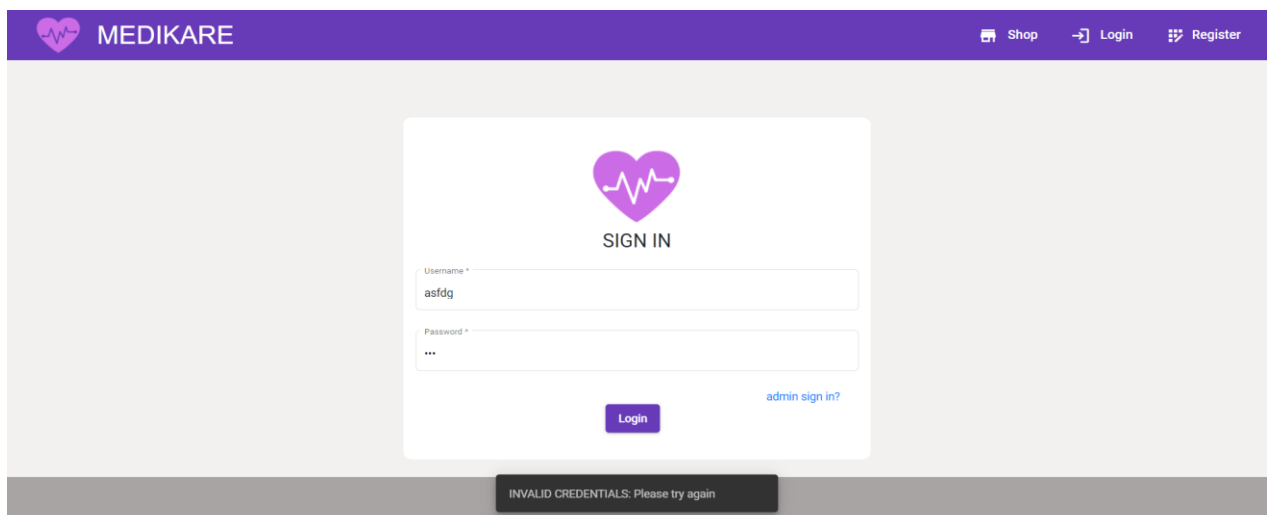 MEDIKARE
Shop Login Register
SIGN IN
Username *
asfdg
Password *
•••
admin sign in?
Login
INVALID CREDENTIALS: Please try again